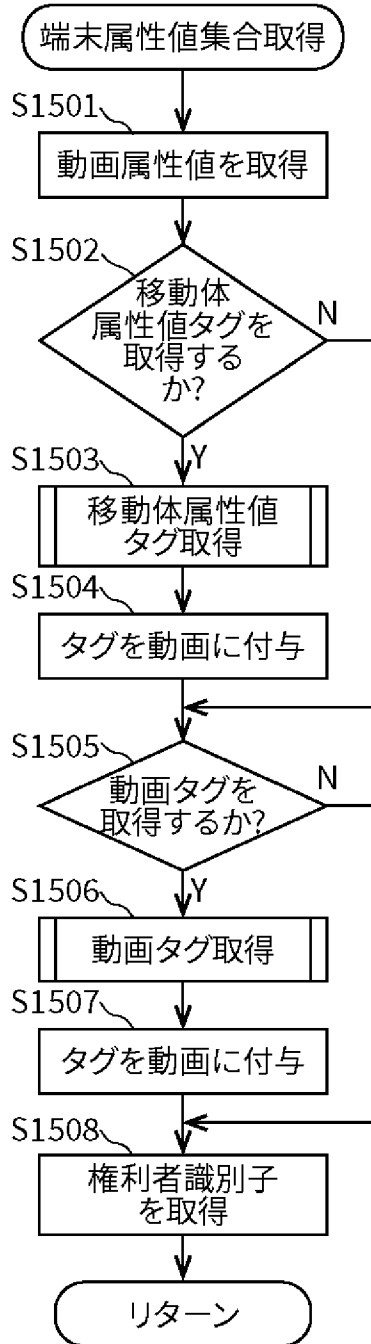 端末属性値集合取得
S1501
動画属性値を取得
S1502
移動体
属性値タグを
取得する
か?
N
Y
S1503
移動体属性値
タグ取得
S1504
タグを動画に付与
S1505
動画タグを
取得するか?
N
Y
S1506
動画タグ取得
S1507
タグを動画に付与
S1508
権利者識別子
を取得
リターン